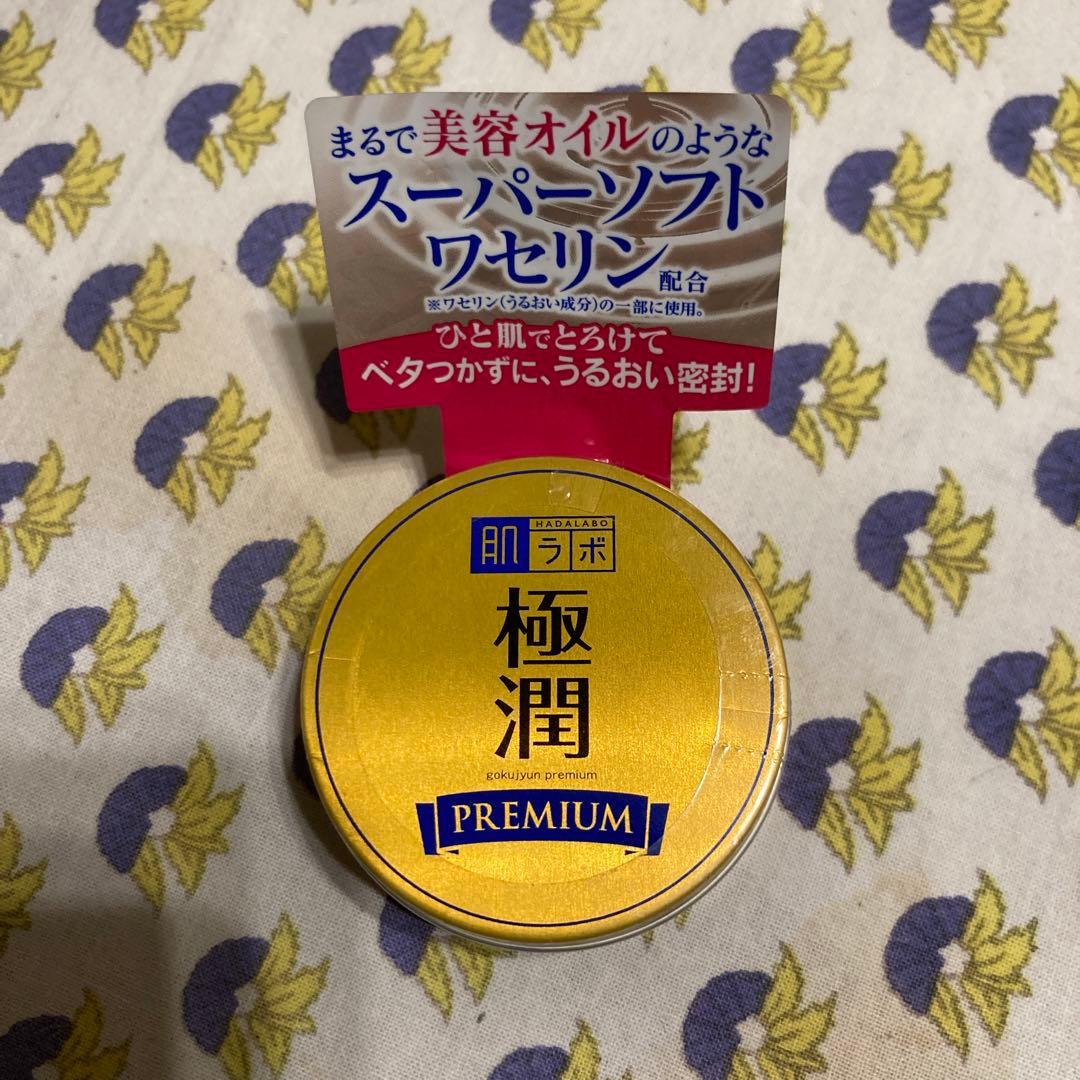 まるで美容オイルのような
スーパーソフト
ワセリン配合
※ワセリン(うるおい成分)の一部に使用。
ひと肌でとろけて
ベタつかずに、うるおい密封!
HADALABO
肌ラボ
極
潤
gokujyun premium
PREMIUM